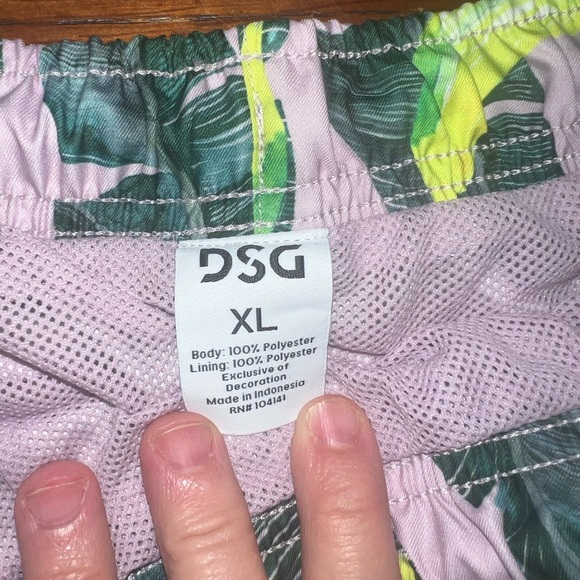 DSG
XL
Body: 100% Polyester
Lining: 100% Polyester
Exclusive of
Decoration
Made in Indonesia
RN# 104141